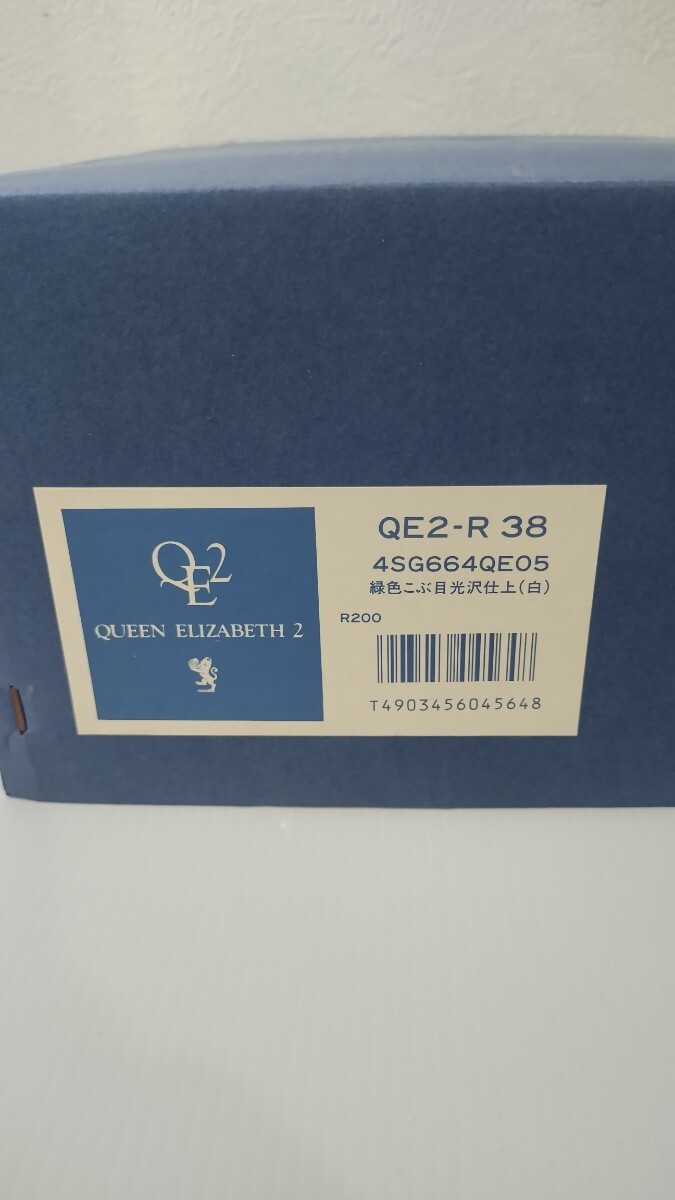 QE2
QUEEN ELIZABETH 2
QE2-R 38
4SG664QE05
緑色こぶ目光沢仕上(白)
R200
T4903456045648